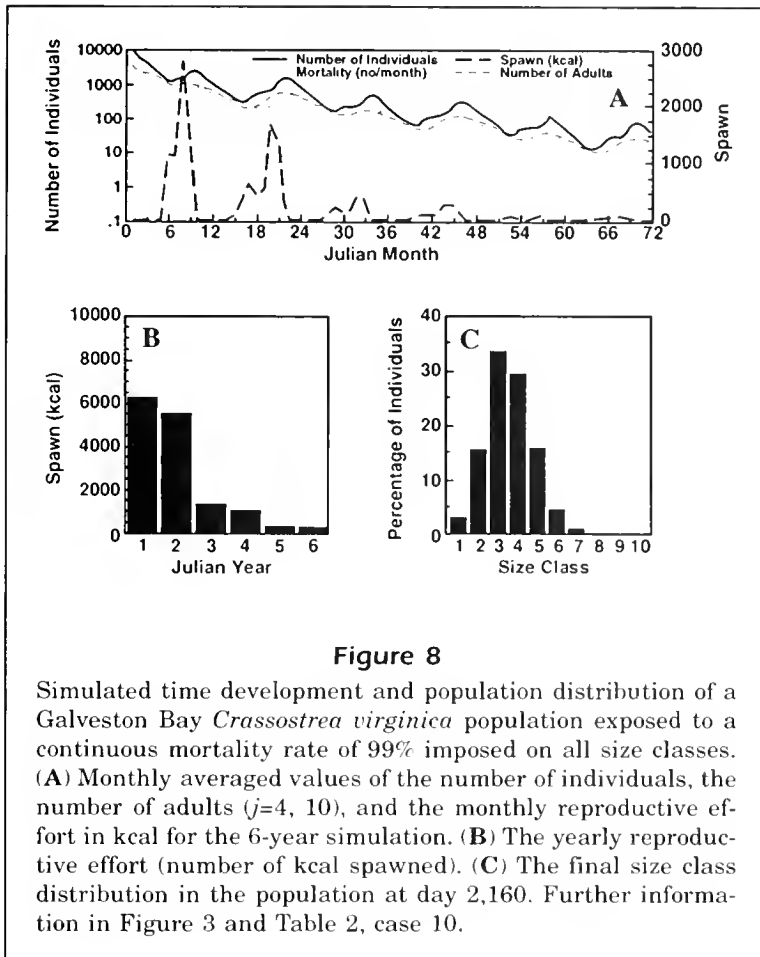 10000
1000
100
10
1
.1
Number of Individuals
Number of Individuals
Mortality (no/month)
Spawn (kcal)
Number of Adults
A
3000
2000
1000
0
Spawn
0 6 12 18 24 30 36 42 48 54 60 66 72
Julian Month
B
10000
8000
6000
4000
2000
0
Spawn (kcal)
1 2 3 4 5 6
Julian Year
C
40
30
20
10
0
Percentage of Individuals
1 2 3 4 5 6 7 8 9 10
Size Class
Figure 8
Simulated time development and population distribution of a
Galveston Bay Crassostrea virginica population exposed to a
continuous mortality rate of 99% imposed on all size classes.
(A) Monthly averaged values of the number of individuals, the
number of adults (j=4, 10), and the monthly reproductive ef-
fort in kcal for the 6-year simulation. (B) The yearly reproduc-
tive effort (number of kcal spawned). (C) The final size class
distribution in the population at day 2,160. Further informa-
tion in Figure 3 and Table 2, case 10.